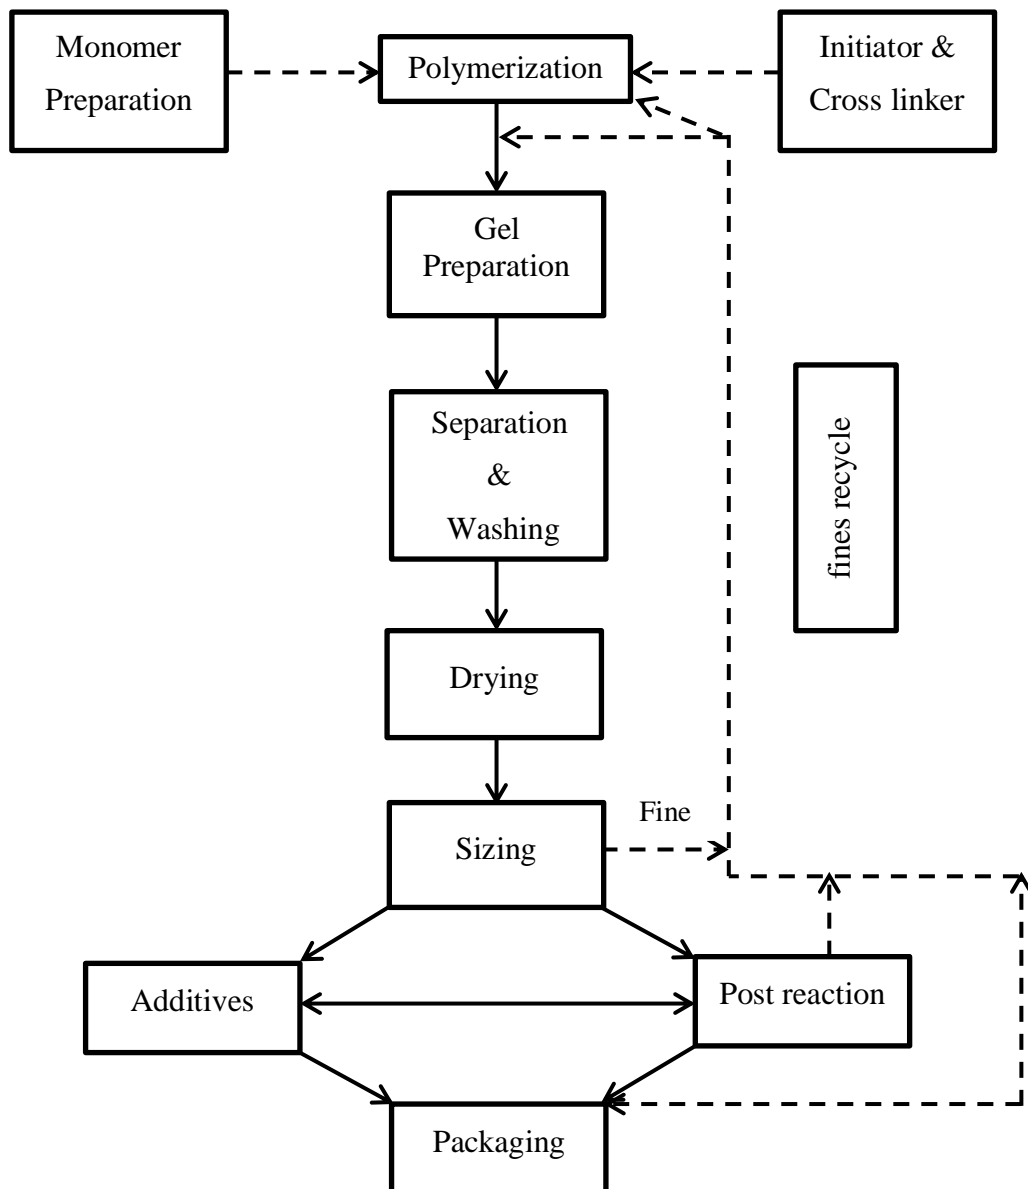 Monomer
Preparation
Polymerization
Initiator &
Cross linker
Gel
Preparation
Separation
&
Washing
fines recycle
Drying
Sizing
Fine
Additives
Post reaction
Packaging